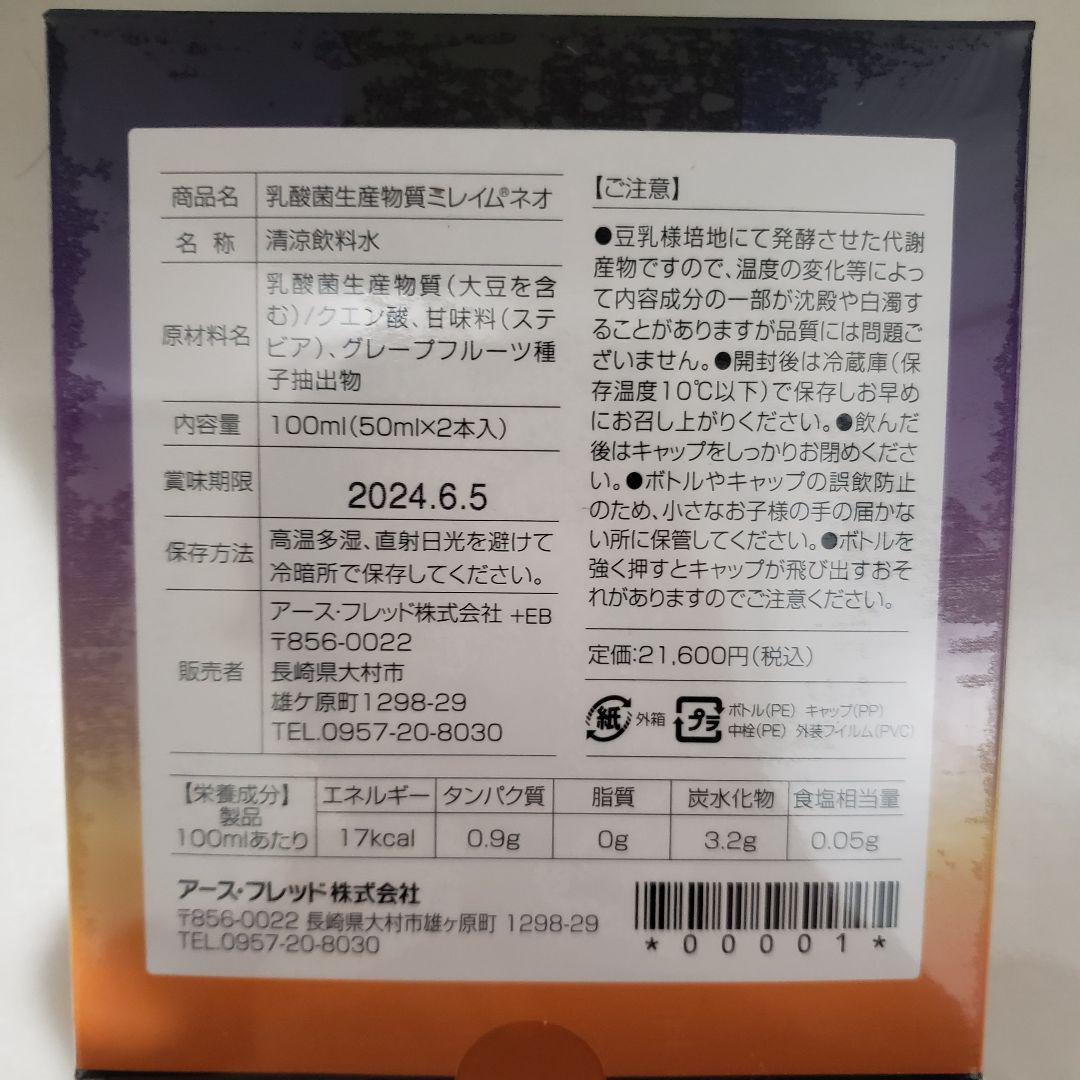 商品名 乳酸菌生産物質ミレイム®ネオ
名称 清涼飲料水
原材料名 乳酸菌生産物質(大豆を含
む)/クエン酸、甘味料(ステ
ビア)、グレープフルーツ種
子抽出物
内容量 100ml(50ml×2本入)
賞味期限 2024.6.5
保存方法 高温多湿、直射日光を避けて
冷暗所で保存してください。
販売者 アース・フレッド株式会社 +EB
〒856-0022
長崎県大村市
雄ケ原町1298-29
TEL.0957-20-8030
【ご注意】
●豆乳様培地にて発酵させた代謝
産物ですので、温度の変化等によっ
て内容成分の一部が沈殿や白濁す
ることがありますが品質には問題ご
ざいません。●開封後は冷蔵庫(保
存温度10℃以下)で保存しお早め
にお召し上がりください。●飲んだ
後はキャップをしっかりお閉めくださ
い。●ボトルやキャップの誤飲防止
のため、小さなお子様の手の届かな
い所に保管してください。●ボトルを
強く押すとキャップが飛び出すおそ
れがありますのでご注意ください。
定価:21,600円(税込)
紙 外箱 プラ ボトル(PE) キャップ(PP)
中栓(PE) 外装フイルム(PVC)
【栄養成分】 エネルギー タンパク質 脂質 炭水化物 食塩相当量
製品
100mlあたり 17kcal 0.9g 0g 3.2g 0.05g
アース・フレッド株式会社
〒856-0022 長崎県大村市雄ヶ原町 1298-29
TEL.0957-20-8030
*00001*